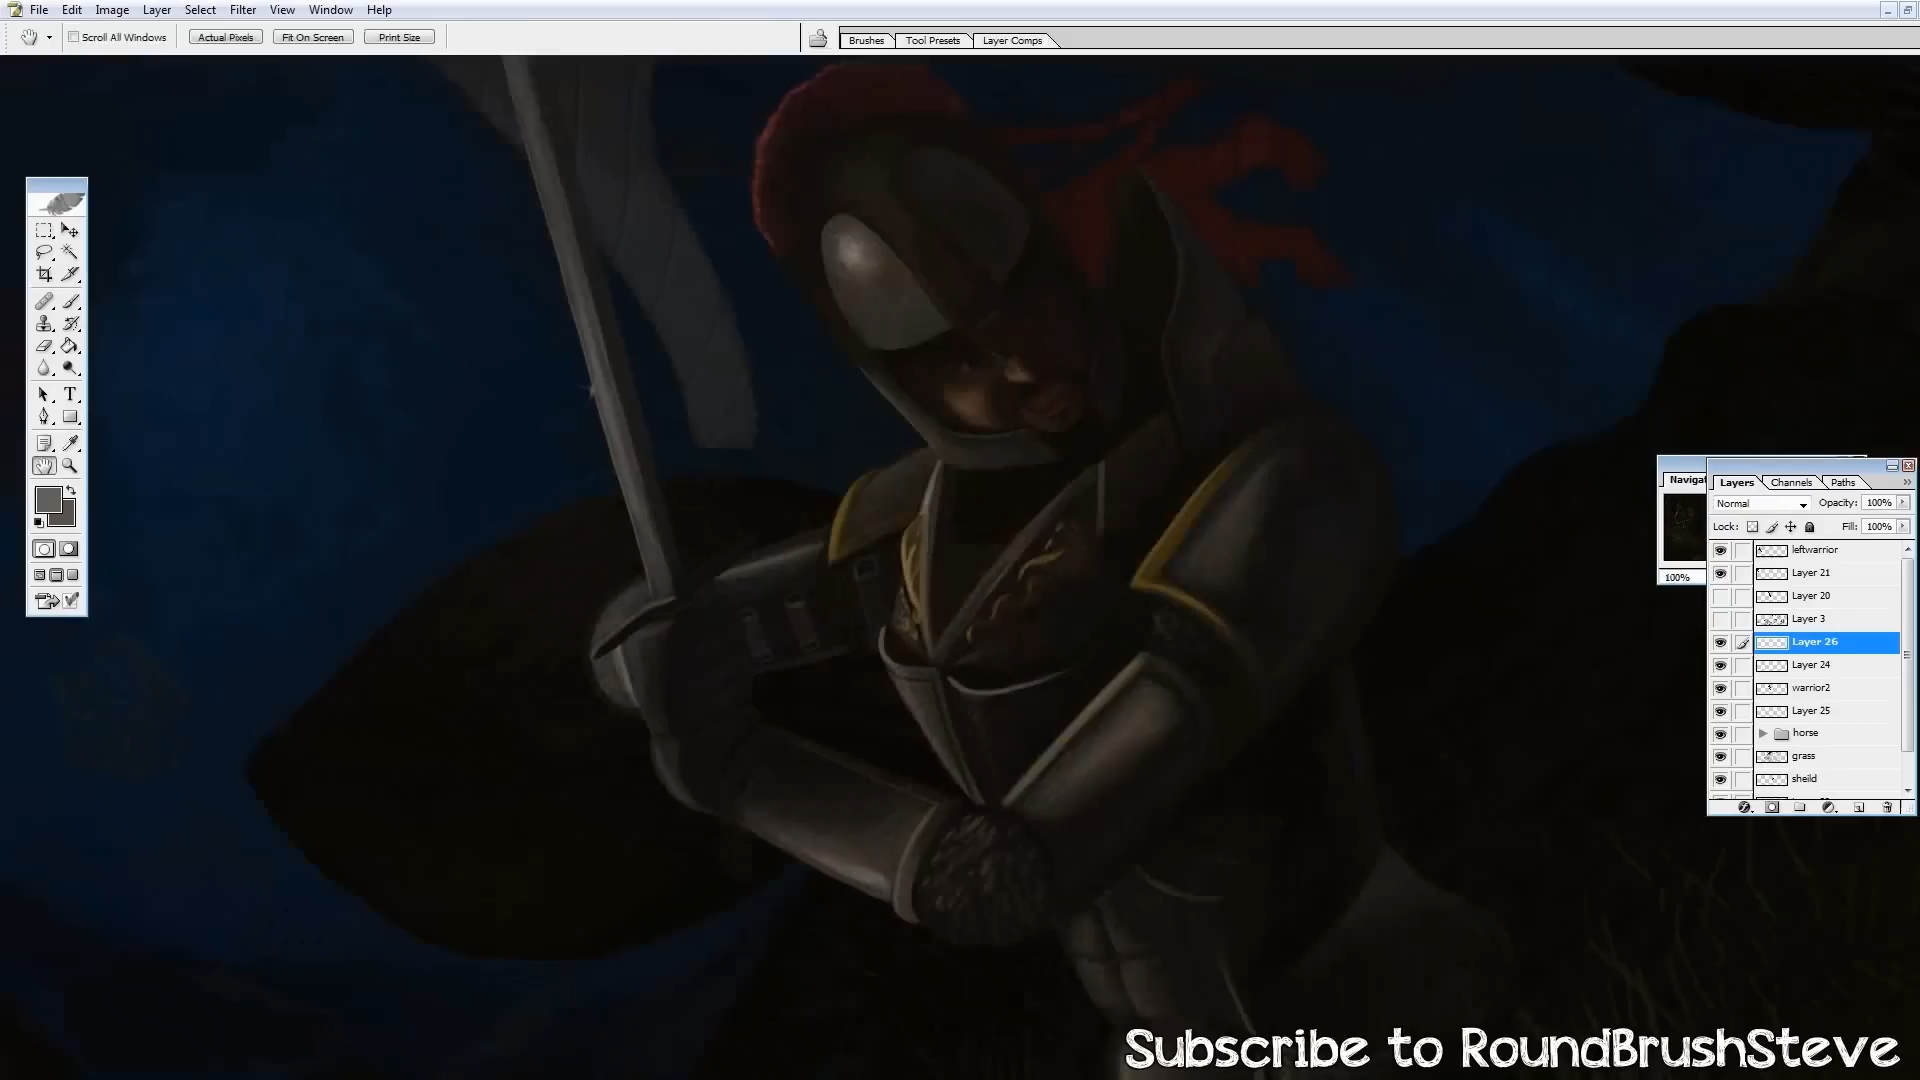 File Edit Image Layer Select Filter View Window Help
Scroll All Windows Actual Pixels Fit On Screen Print Size Brushes Tool Presets Layer Comps
Layers Channels Paths
Normal Opacity: 100%
Lock: Fill: 100%
leftwarrior
Layer 21
Layer 20
Layer 3
Layer 26
Layer 24
warrior2
Layer 25
horse
grass
sheild
Navigat
100%
T
Subscribe to RoundBrushSteve